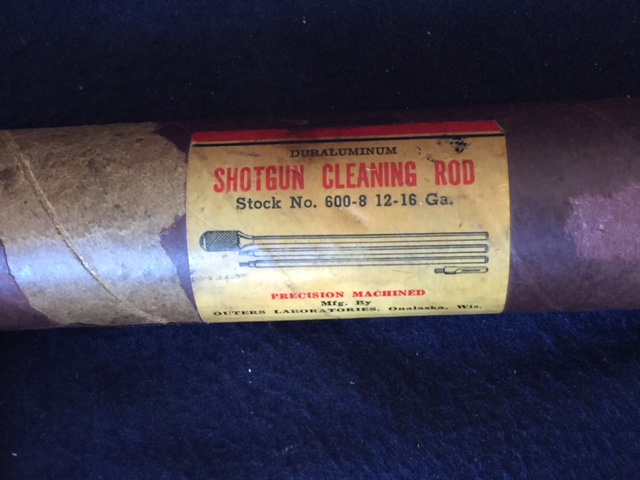 DURALUMINUM
SHOTGUN CLEANING ROD
Stock No. 600-8 12-16 Ga.
PRECISION MACHINED
Mfg. By
OUTERS LABORATORIES, Onalaska, Wis.